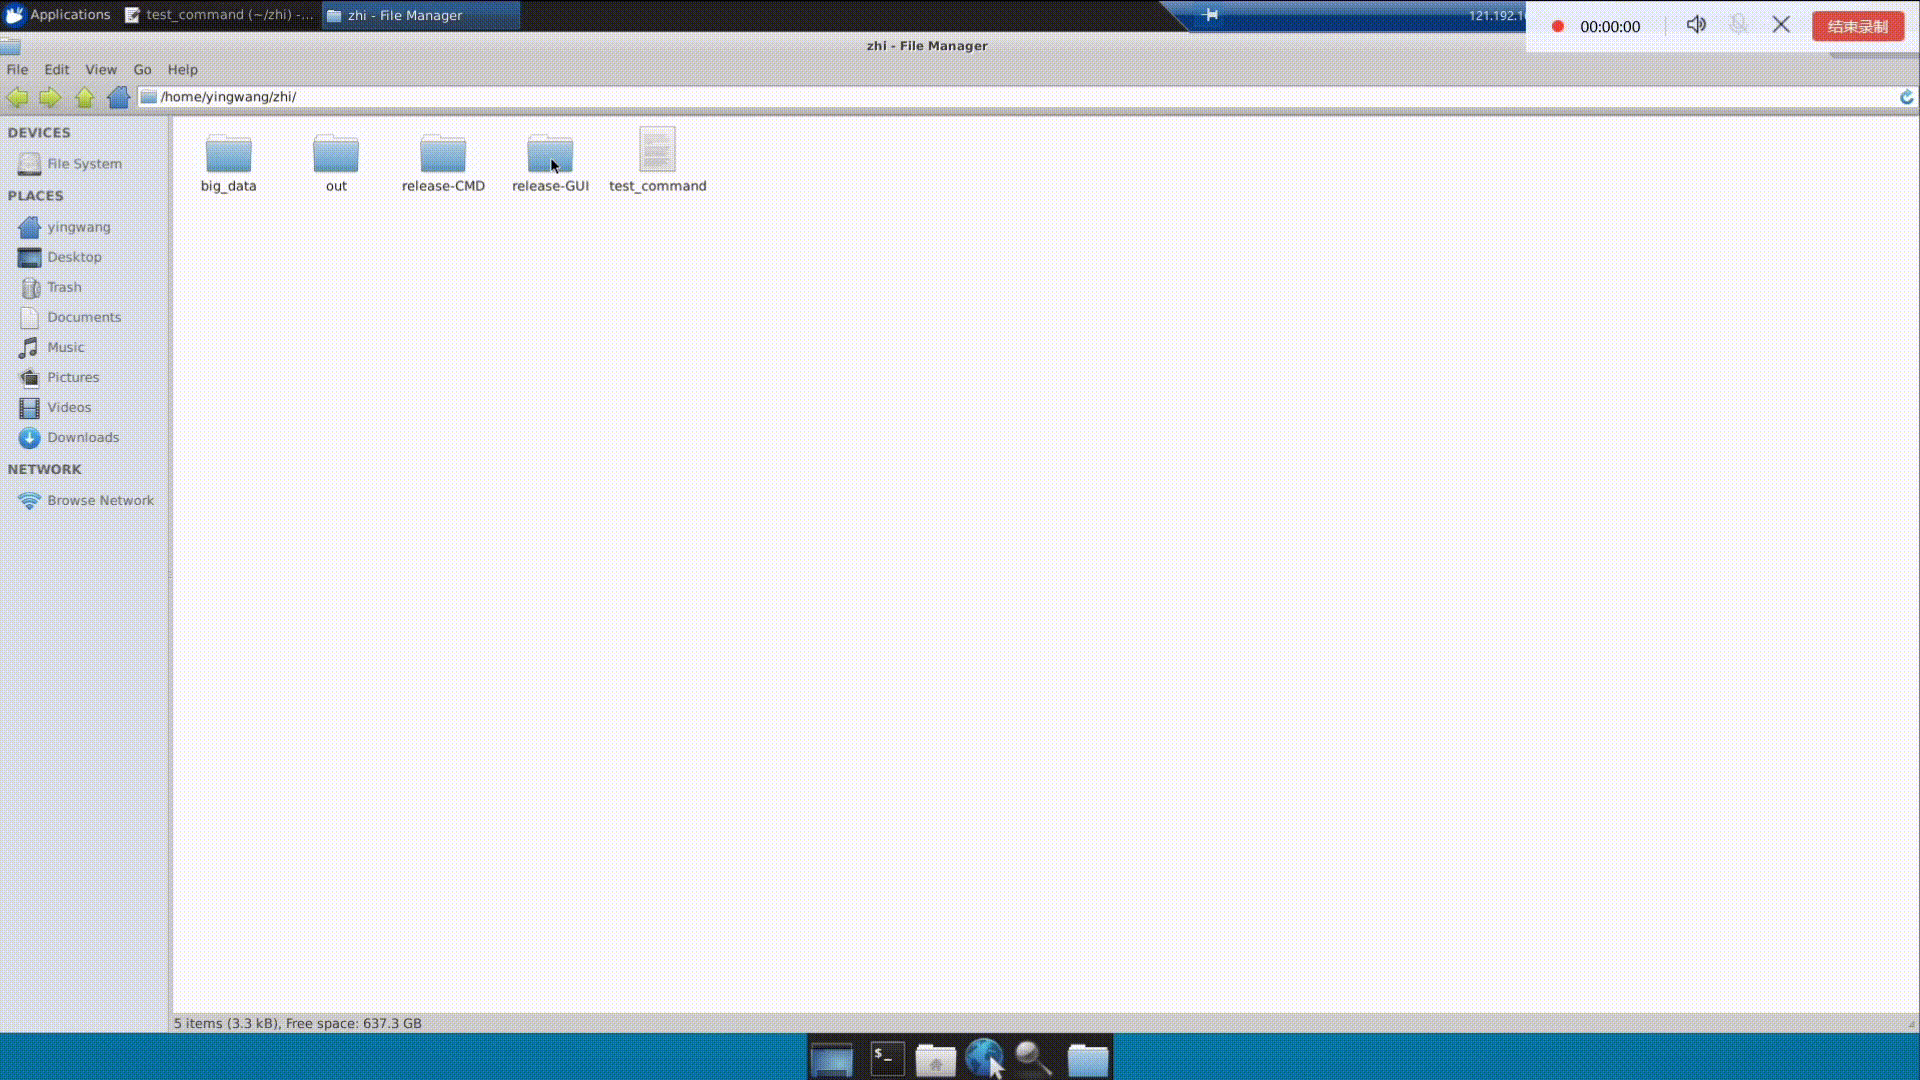 Applications
test_command (~/zhi) -...
zhi - File Manager
121.192.1
00:00:00
结束录制
zhi - File Manager
File Edit View Go Help
/home/yingwang/zhi/
DEVICES
File System
PLACES
yingwang
Desktop
Trash
Documents
Music
Pictures
Videos
Downloads
NETWORK
Browse Network
big_data
out
release-CMD
release-GUI
test_command
5 items (3.3 kB), Free space: 637.3 GB
$_